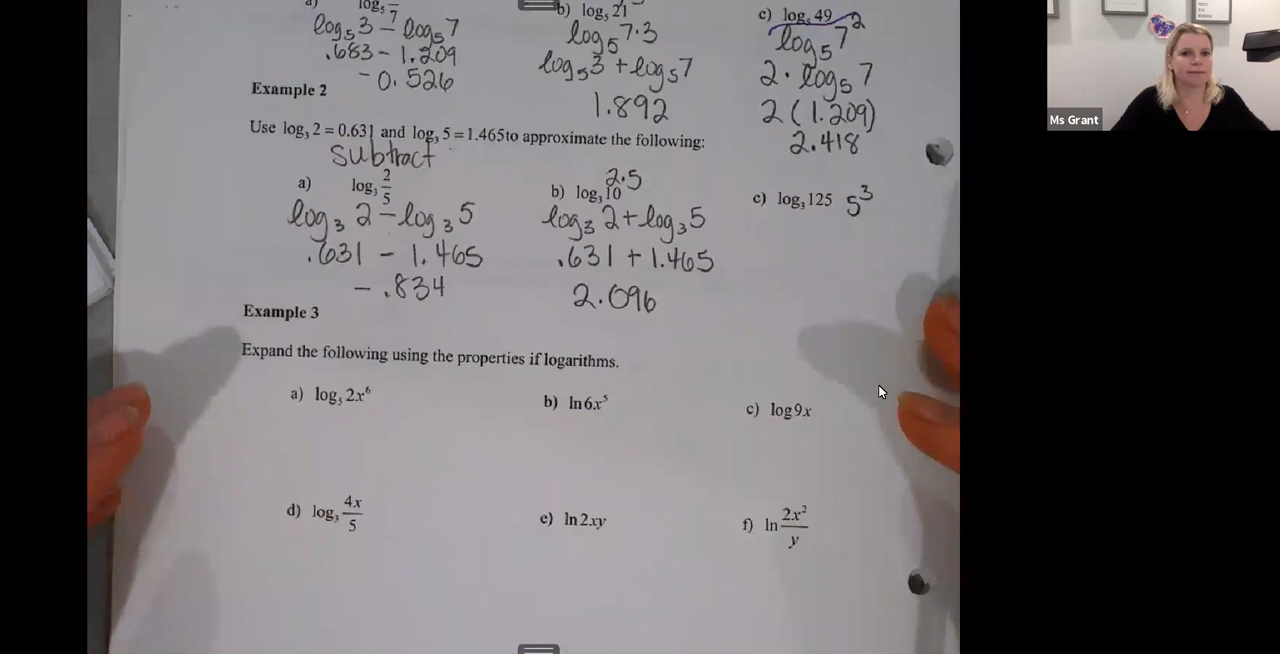 a) log₅ 3/7
b) log₅ 21
c) log₅ 49 2
log₅3 - log₅7
log₅ 7·3
log₅ 7
.683 - 1.209
log₅3 + log₅7
2 · log₅ 7
-0.526
1.892
2 (1.209)
2.418
Example 2
Use log₃ 2 = 0.631 and log₃ 5 = 1.465 to approximate the following:
subtract
a) log₃ 2/5
b) log₃ 10 2·5
c) log₃ 125 5³
log₃ 2 - log₃ 5
log₃ 2 + log₃ 5
.631 - 1.465
.631 + 1.465
- .834
2.096
Example 3
Expand the following using the properties if logarithms.
a) log₅ 2x⁶
b) ln 6x⁵
c) log 9x
d) log₃ 4x/5
e) ln 2xy
f) ln 2x²/y
Ms Grant